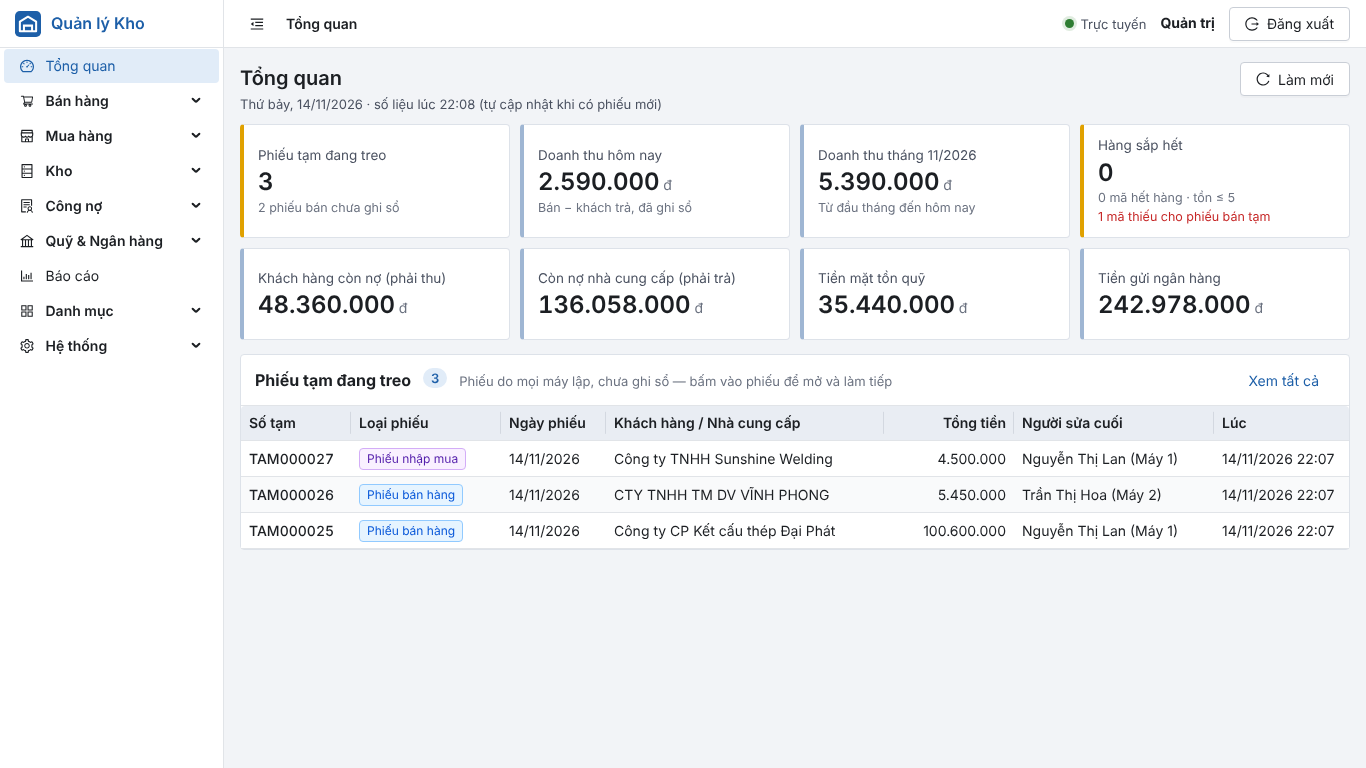 Quản lý Kho
Tổng quan
Trực tuyến
Quản trị
Đăng xuất
Tổng quan
Bán hàng
Mua hàng
Kho
Công nợ
Quỹ & Ngân hàng
Báo cáo
Danh mục
Hệ thống
Tổng quan
Làm mới
Thứ bảy, 14/11/2026 · số liệu lúc 22:08 (tự cập nhật khi có phiếu mới)
Phiếu tạm đang treo
3
2 phiếu bán chưa ghi sổ
Doanh thu hôm nay
2.590.000 đ
Bán − khách trả, đã ghi sổ
Doanh thu tháng 11/2026
5.390.000 đ
Từ đầu tháng đến hôm nay
Hàng sắp hết
0
0 mã hết hàng · tồn ≤ 5
1 mã thiếu cho phiếu bán tạm
Khách hàng còn nợ (phải thu)
48.360.000 đ
Còn nợ nhà cung cấp (phải trả)
136.058.000 đ
Tiền mặt tồn quỹ
35.440.000 đ
Tiền gửi ngân hàng
242.978.000 đ
Phiếu tạm đang treo 3 Phiếu do mọi máy lập, chưa ghi sổ — bấm vào phiếu để mở và làm tiếp Xem tất cả
Số tạm Loại phiếu Ngày phiếu Khách hàng / Nhà cung cấp Tổng tiền Người sửa cuối Lúc
TAM000027 Phiếu nhập mua 14/11/2026 Công ty TNHH Sunshine Welding 4.500.000 Nguyễn Thị Lan (Máy 1) 14/11/2026 22:07
TAM000026 Phiếu bán hàng 14/11/2026 CTY TNHH TM DV VĨNH PHONG 5.450.000 Trần Thị Hoa (Máy 2) 14/11/2026 22:07
TAM000025 Phiếu bán hàng 14/11/2026 Công ty CP Kết cấu thép Đại Phát 100.600.000 Nguyễn Thị Lan (Máy 1) 14/11/2026 22:07